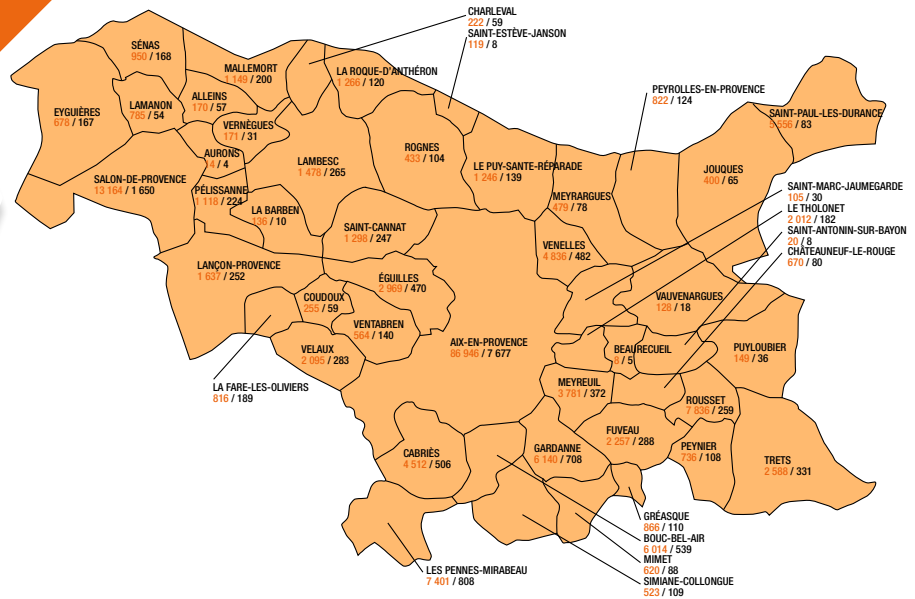 CHARLEVAL
222 / 59
SAINT-ESTÈVE-JANSON
119 / 8
SÉNAS
950 / 168
MALLEMORT
1 149 / 200
LA ROQUE-D'ANTHÉRON
1 266 / 120
PEYROLLES-EN-PROVENCE
822 / 124
SAINT-PAUL-LES-DURANCE
5 556 / 83
EYGUIÈRES
678 / 167
LAMANON
785 / 54
ALLEINS
170 / 57
VERNÈGUES
171 / 31
AURONS
4 / 4
ROGNES
433 / 104
LAMBESC
1 478 / 265
LE PUY-SANTE-RÉPARADE
1 246 / 139
JOUQUES
400 / 65
SALON-DE-PROVENCE
13 164 / 1 650
PÉLISSANNE
1 118 / 224
MEYRARGUES
479 / 78
SAINT-MARC-JAUMEGARDE
105 / 30
LE THOLONET
2 012 / 182
SAINT-ANTONIN-SUR-BAYON
20 / 8
CHÂTEAUNEUF-LE-ROUGE
670 / 80
LA BARBEN
136 / 10
SAINT-CANNAT
1 298 / 247
VENELLES
4 836 / 482
LANÇON-PROVENCE
1 637 / 252
ÉGUILLES
2 969 / 470
COUDOUX
255 / 59
VAUVENARGUES
128 / 18
VENTABREN
564 / 140
AIX-EN-PROVENCE
86 946 / 7 677
VELAUX
2 095 / 283
BEAURECUEIL
8 / 5
PUYLOUBIER
149 / 36
LA FARE-LES-OLIVIERS
816 / 189
MEYREUIL
3 781 / 372
ROUSSET
7 836 / 259
FUVEAU
2 257 / 288
CABRIÈS
4 512 / 506
GARDANNE
6 140 / 708
PEYNIER
736 / 108
TRETS
2 588 / 331
GRÉASQUE
866 / 110
BOUC-BEL-AIR
6 014 / 539
MIMET
620 / 88
SIMIANE-COLLONGUE
523 / 109
LES PENNES-MIRABEAU
7 401 / 808